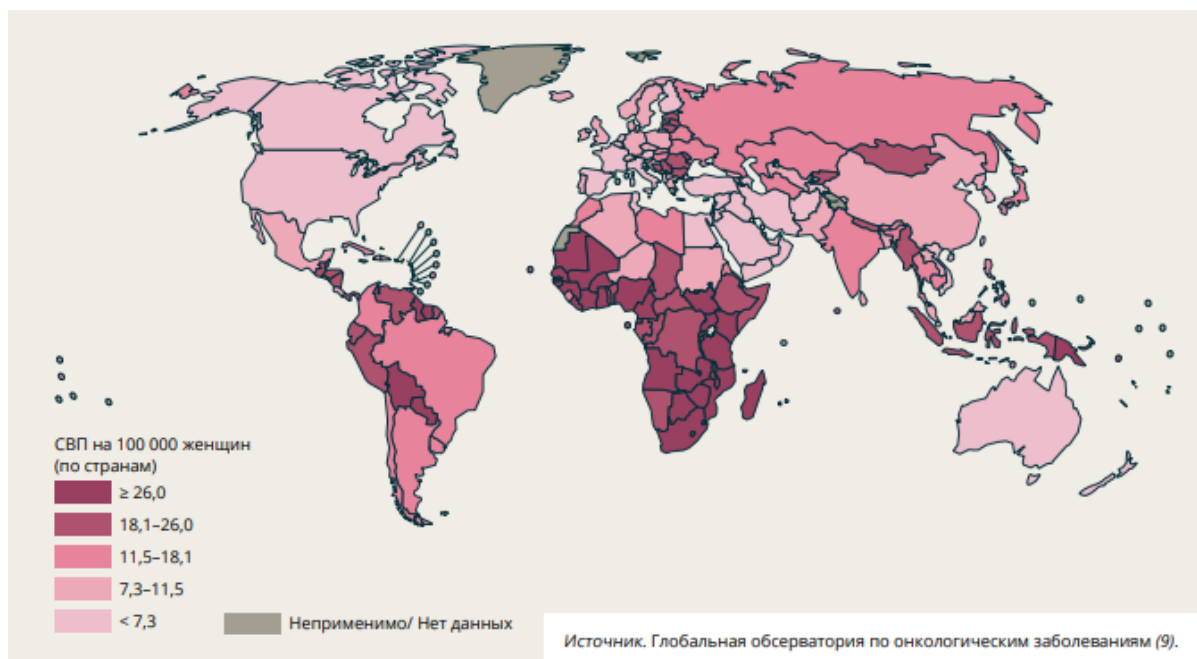 СВП на 100 000 женщин
(по странам)
≥ 26,0
18,1–26,0
11,5–18,1
7,3–11,5
< 7,3
Неприменимо/ Нет данных
Источник. Глобальная обсерватория по онкологическим заболеваниям (9).